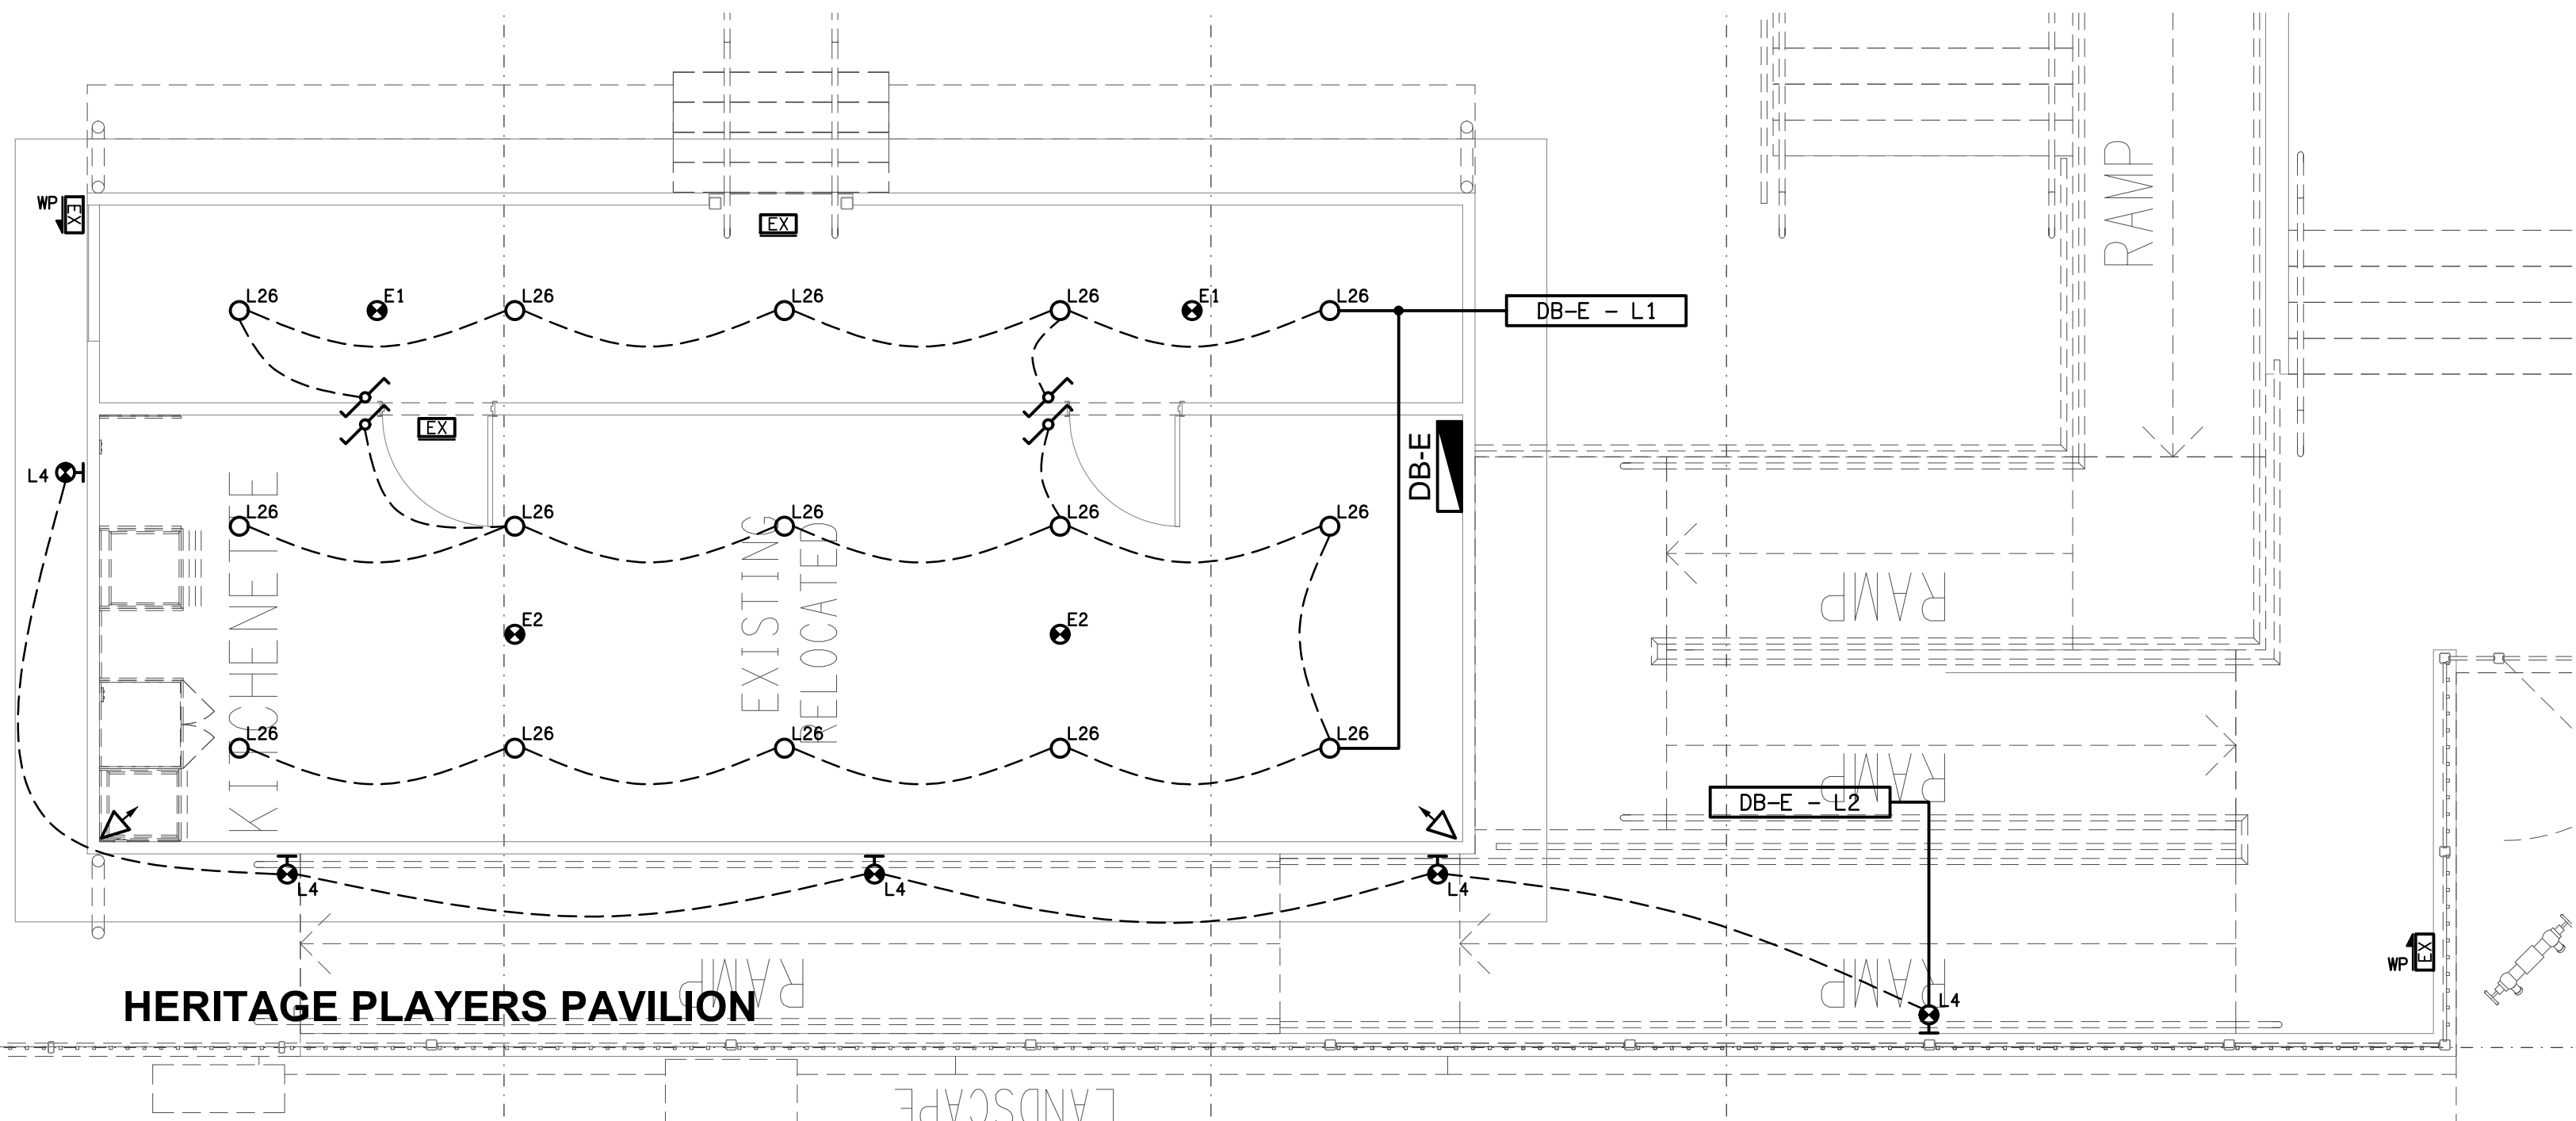 RAMP
WP EX
EX
L26 E1 L26 L26 L26 E1 L26
DB-E - L1
EX
DB-E
L4
L26 L26 L26 L26 L26
KITCHENETTE
EXISTING
RELOCATED
RAMP
E2 E2
L26 L26 L26 L26 L26
RAMP
DB-E - L2
L4 L4 L4
WP EX
RAMP
RAMP
L4
HERITAGE PLAYERS PAVILION
LANDSCAPE